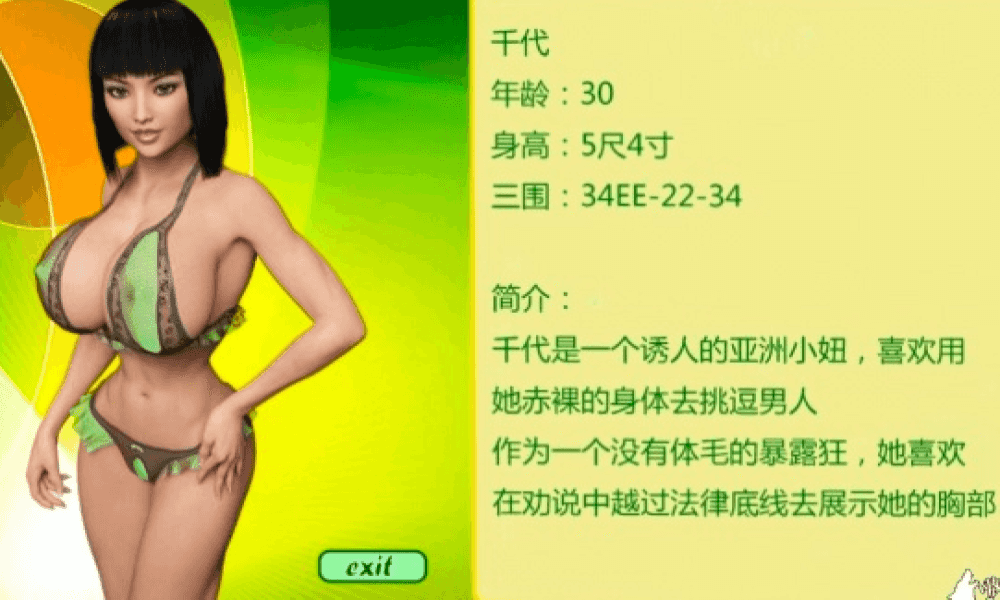 千代
年龄：30
身高：5尺4寸
三围：34EE-22-34
简介：
千代是一个诱人的亚洲小妞，喜欢用
她赤裸的身体去挑逗男人
作为一个没有体毛的暴露狂，她喜欢
在劝说中越过法律底线去展示她的胸部
exit